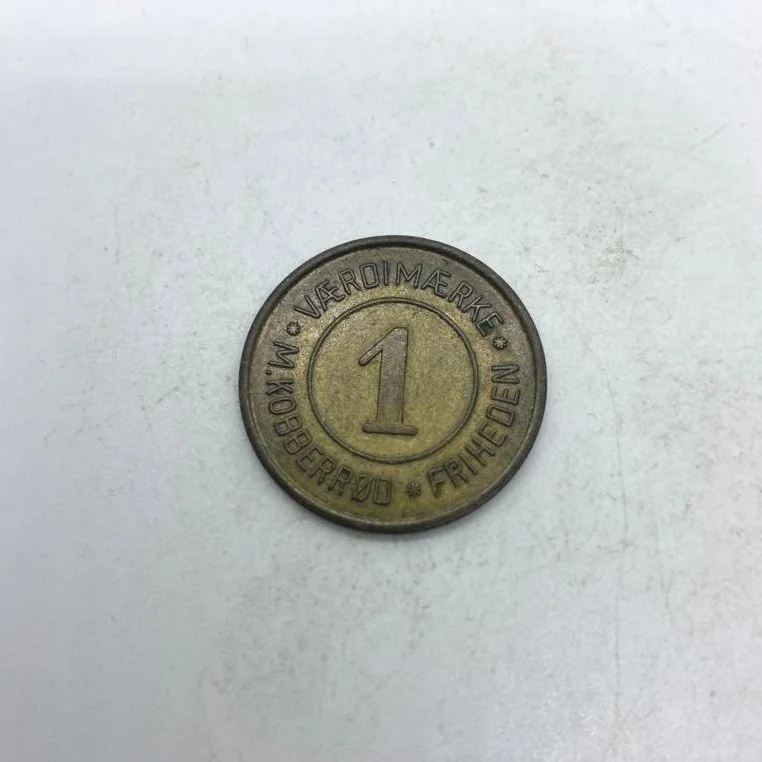 * VÆRDIMÆRKE *
M. KOBBERRØD * FRIHEDEN
1